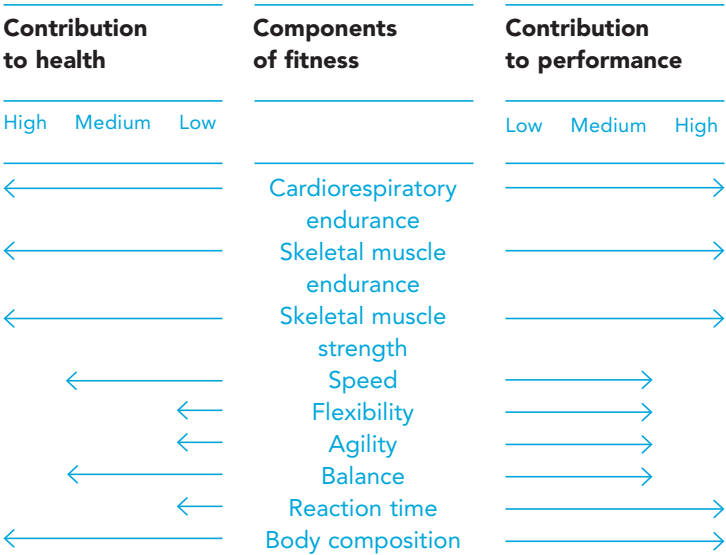 Contribution to health
Components of fitness
Contribution to performance
High Medium Low
Low Medium High
Cardiorespiratory
endurance
Skeletal muscle
endurance
Skeletal muscle
strength
Speed
Flexibility
Agility
Balance
Reaction time
Body composition